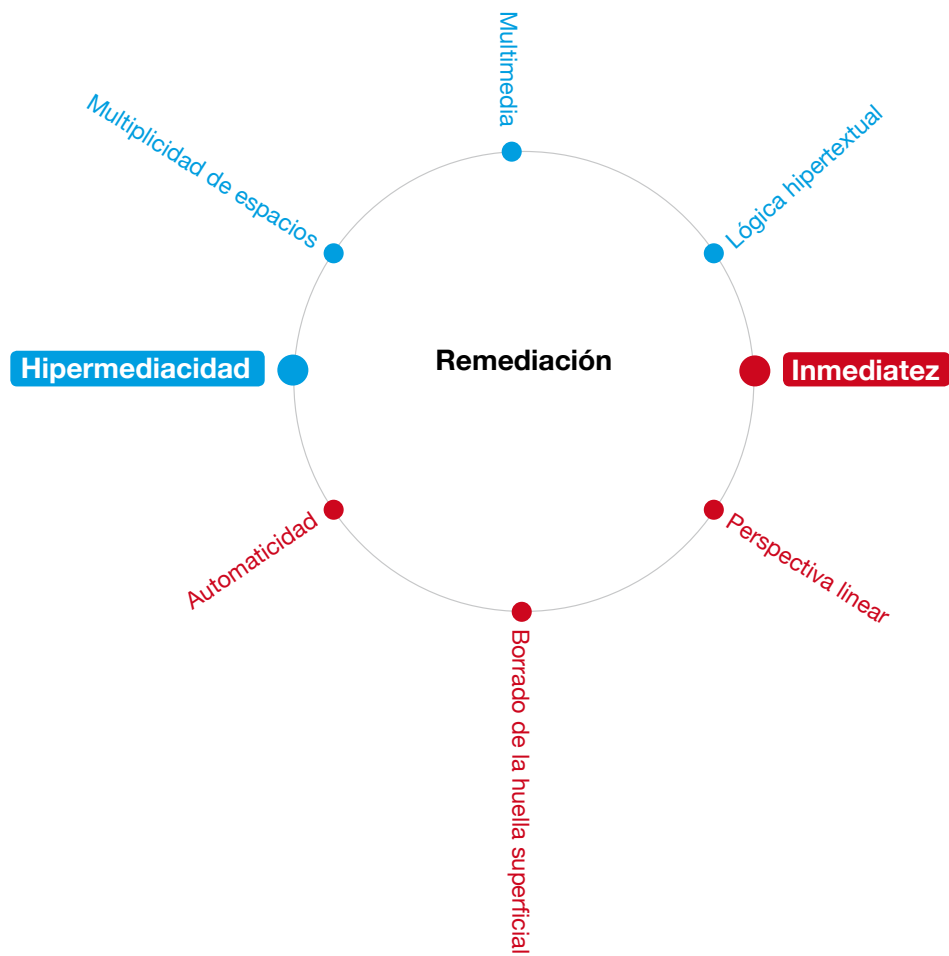 Multimedia
Multiplicidad de espacios
Lógica hipertextual
Hipermediacidad
Remediación
Inmediatez
Automaticidad
Perspectiva linear
Borrado de la huella superficial